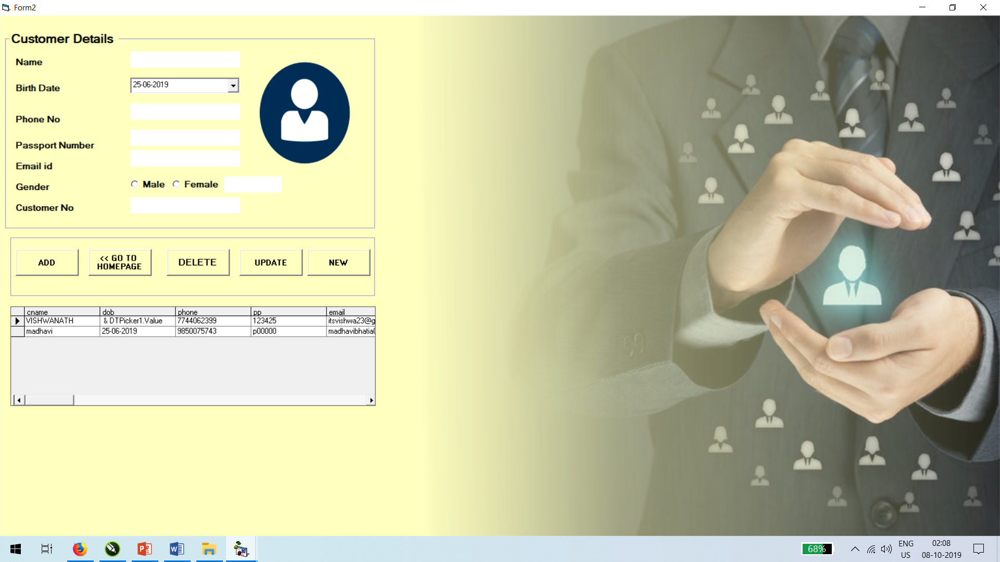 Form2
Customer Details
Name
Birth Date
25-06-2019
Phone No
Passport Number
Email id
Gender
Male
Female
Customer No
ADD
<< GO TO
HOMEPAGE
DELETE
UPDATE
NEW
cname dob phone pp email
VISHWANATH & DTPicker1.Value 7744062399 123425 itsvishwa23@g
madhavi 25-06-2019 9850075743 p00000 madhavibhatia
68%
ENG
US
02:08
08-10-2019